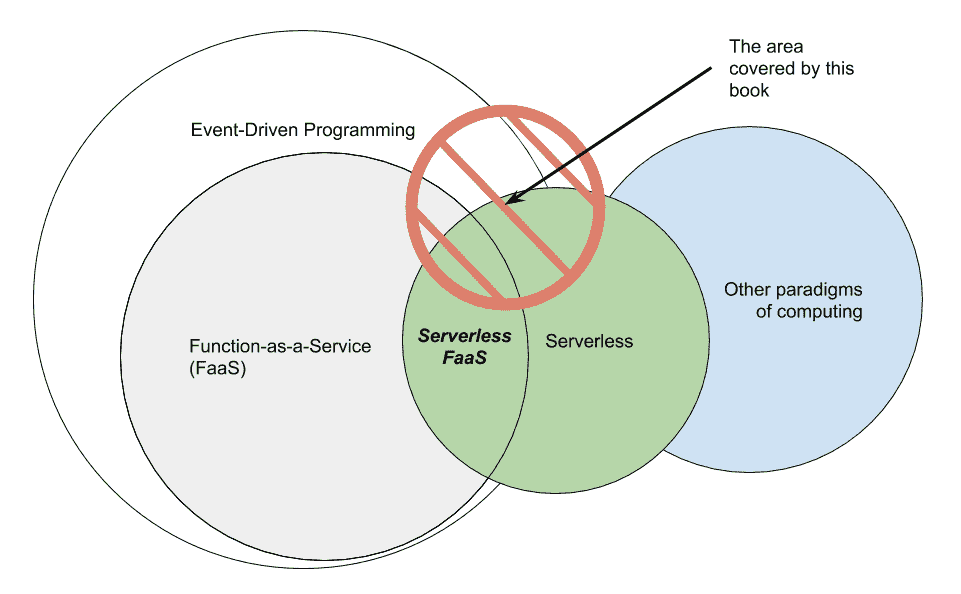 The area
covered by this
book
Event-Driven Programming
Other paradigms
of computing
Function-as-a-Service
(FaaS)
Serverless
FaaS
Serverless